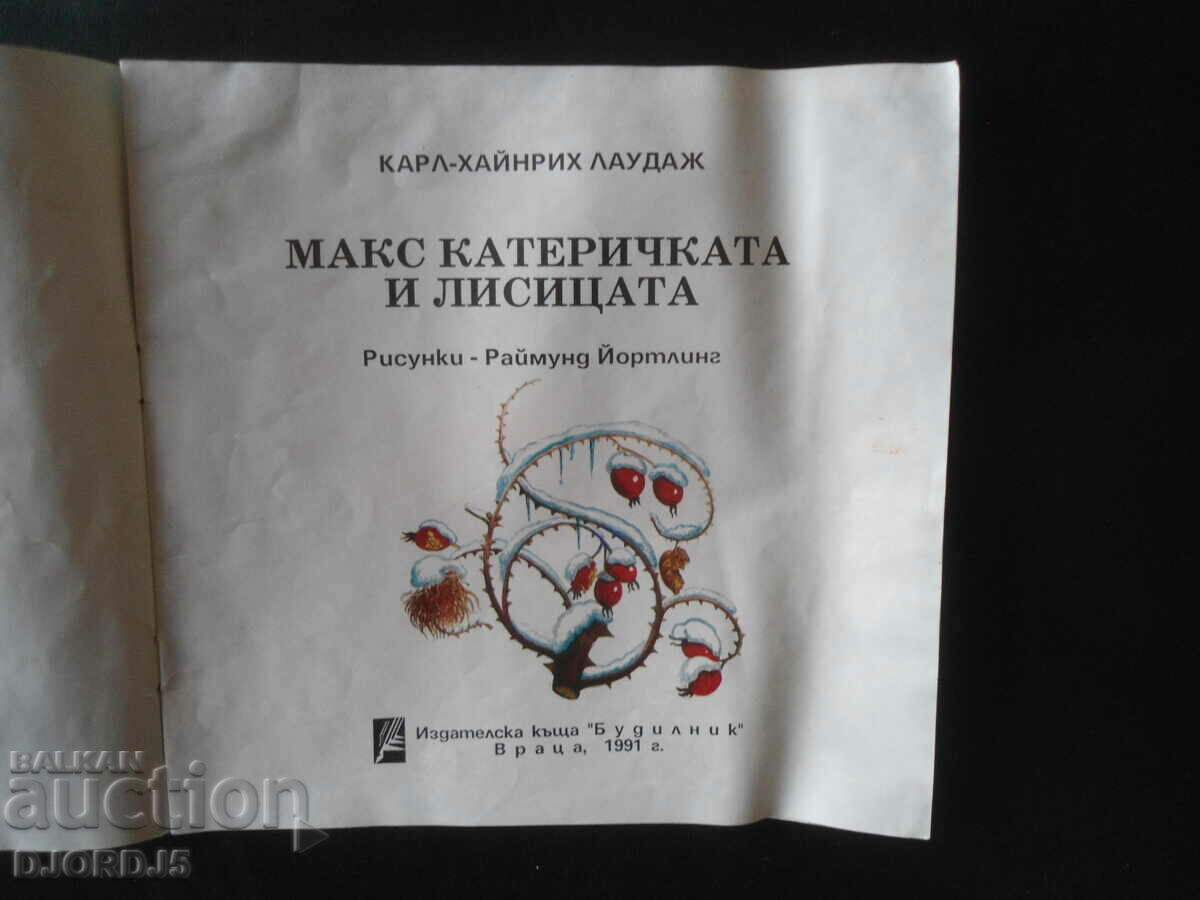 КАРЛ-ХАЙНРИХ ЛАУДАЖ
МАКС КАТЕРИЧКАТА
И ЛИСИЦАТА
Рисунки - Раймунд Йортлинг
Издателска къща "Будилник"
Враца, 1991 г.
BALKAN
auction
DJORDJ5